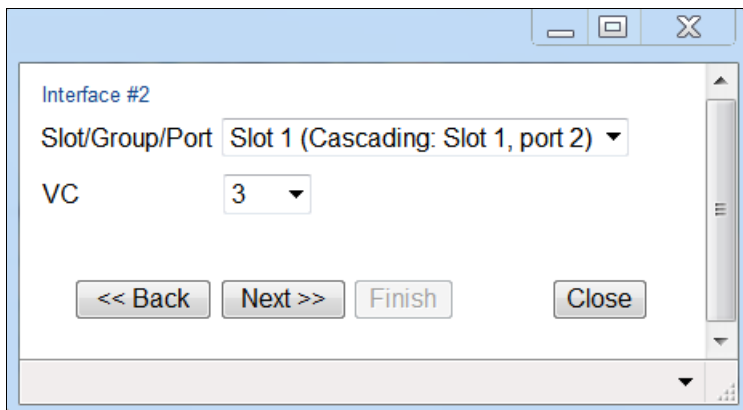 Interface #2
Slot/Group/Port Slot 1 (Cascading: Slot 1, port 2)
VC 3
<< Back Next >> Finish Close